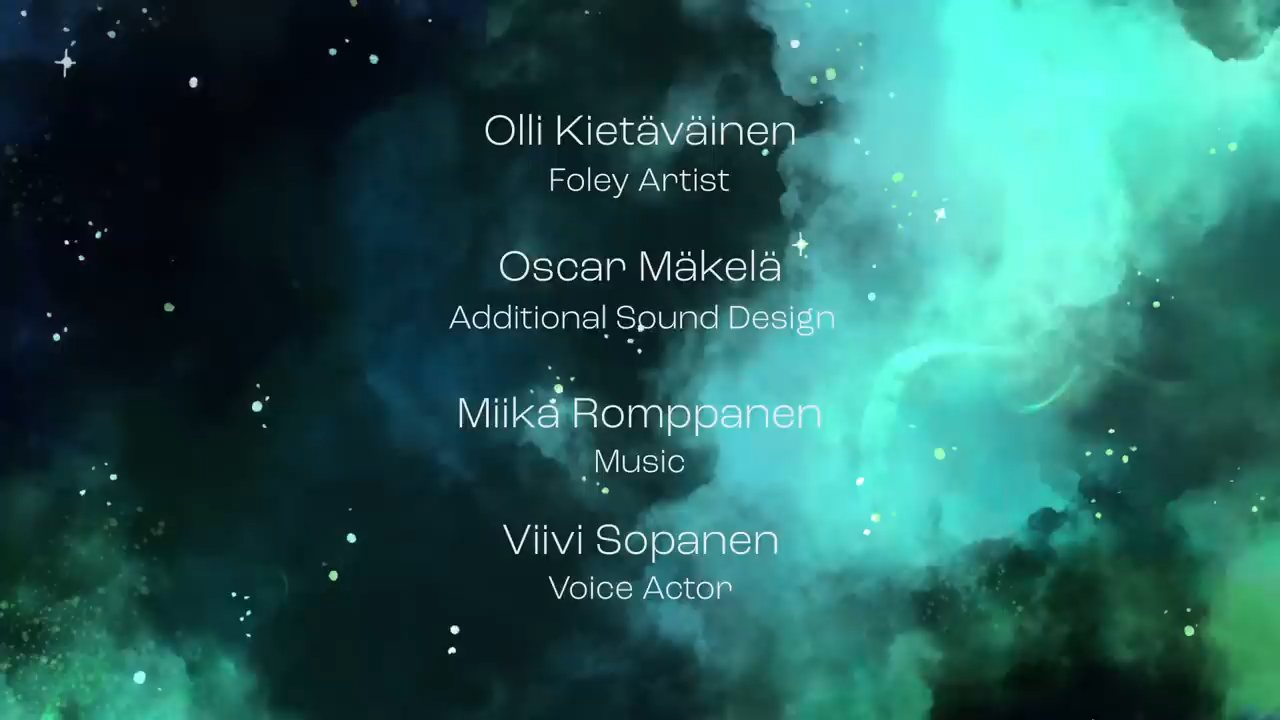 Olli Kietäväinen
Foley Artist
Oscar Mäkelä
Additional Sound Design
Miika Romppanen
Music
Viivi Sopanen
Voice Actor